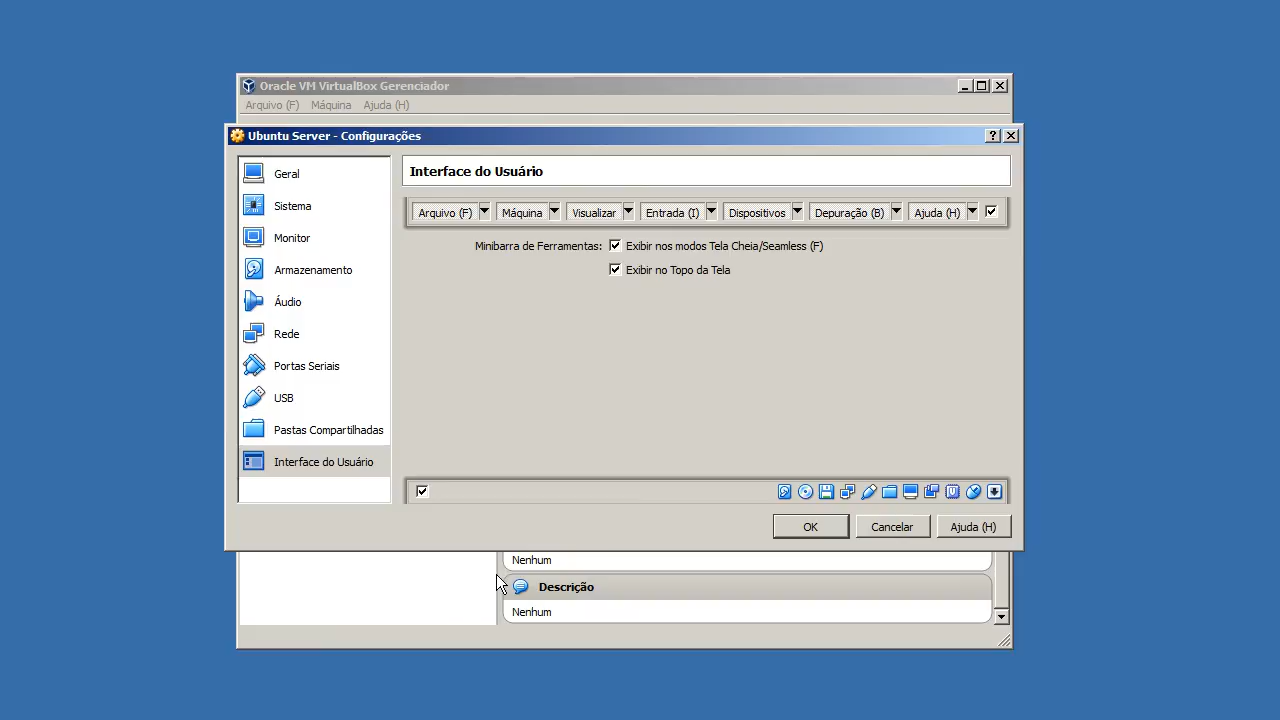 Oracle VM VirtualBox Gerenciador
Arquivo (F) Máquina Ajuda (H)
Ubuntu Server - Configurações
Geral
Sistema
Monitor
Armazenamento
Áudio
Rede
Portas Seriais
USB
Pastas Compartilhadas
Interface do Usuário
Interface do Usuário
Arquivo (F) Máquina Visualizar Entrada (I) Dispositivos Depuração (B) Ajuda (H)
Minibarra de Ferramentas: Exibir nos modos Tela Cheia/Seamless (F)
Exibir no Topo da Tela
OK Cancelar Ajuda (H)
Nenhum
Descrição
Nenhum